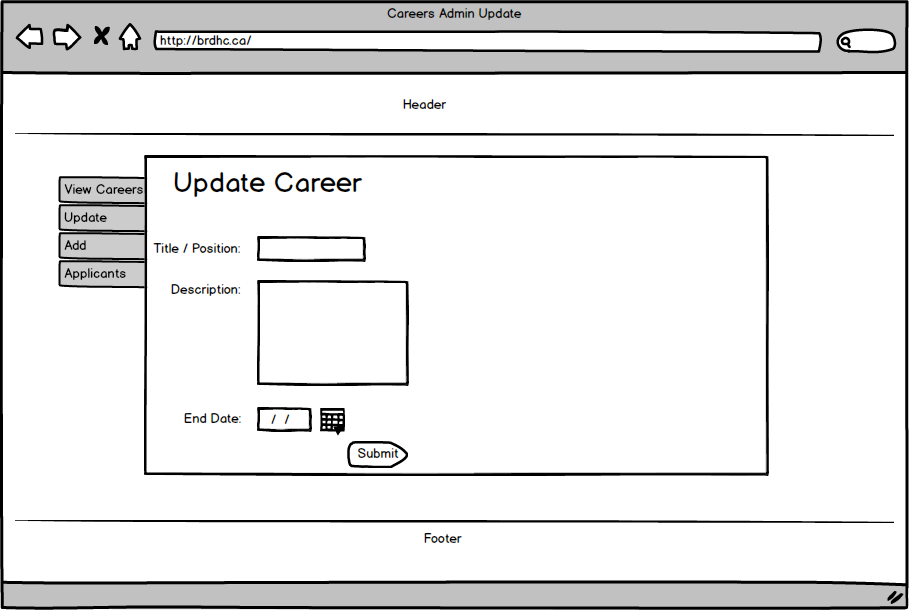 Careers Admin Update
http://brdhc.ca/
Header
Update Career
View Careers
Update
Add
Applicants
Title / Position:
Description:
End Date:
/ /
Submit
Footer